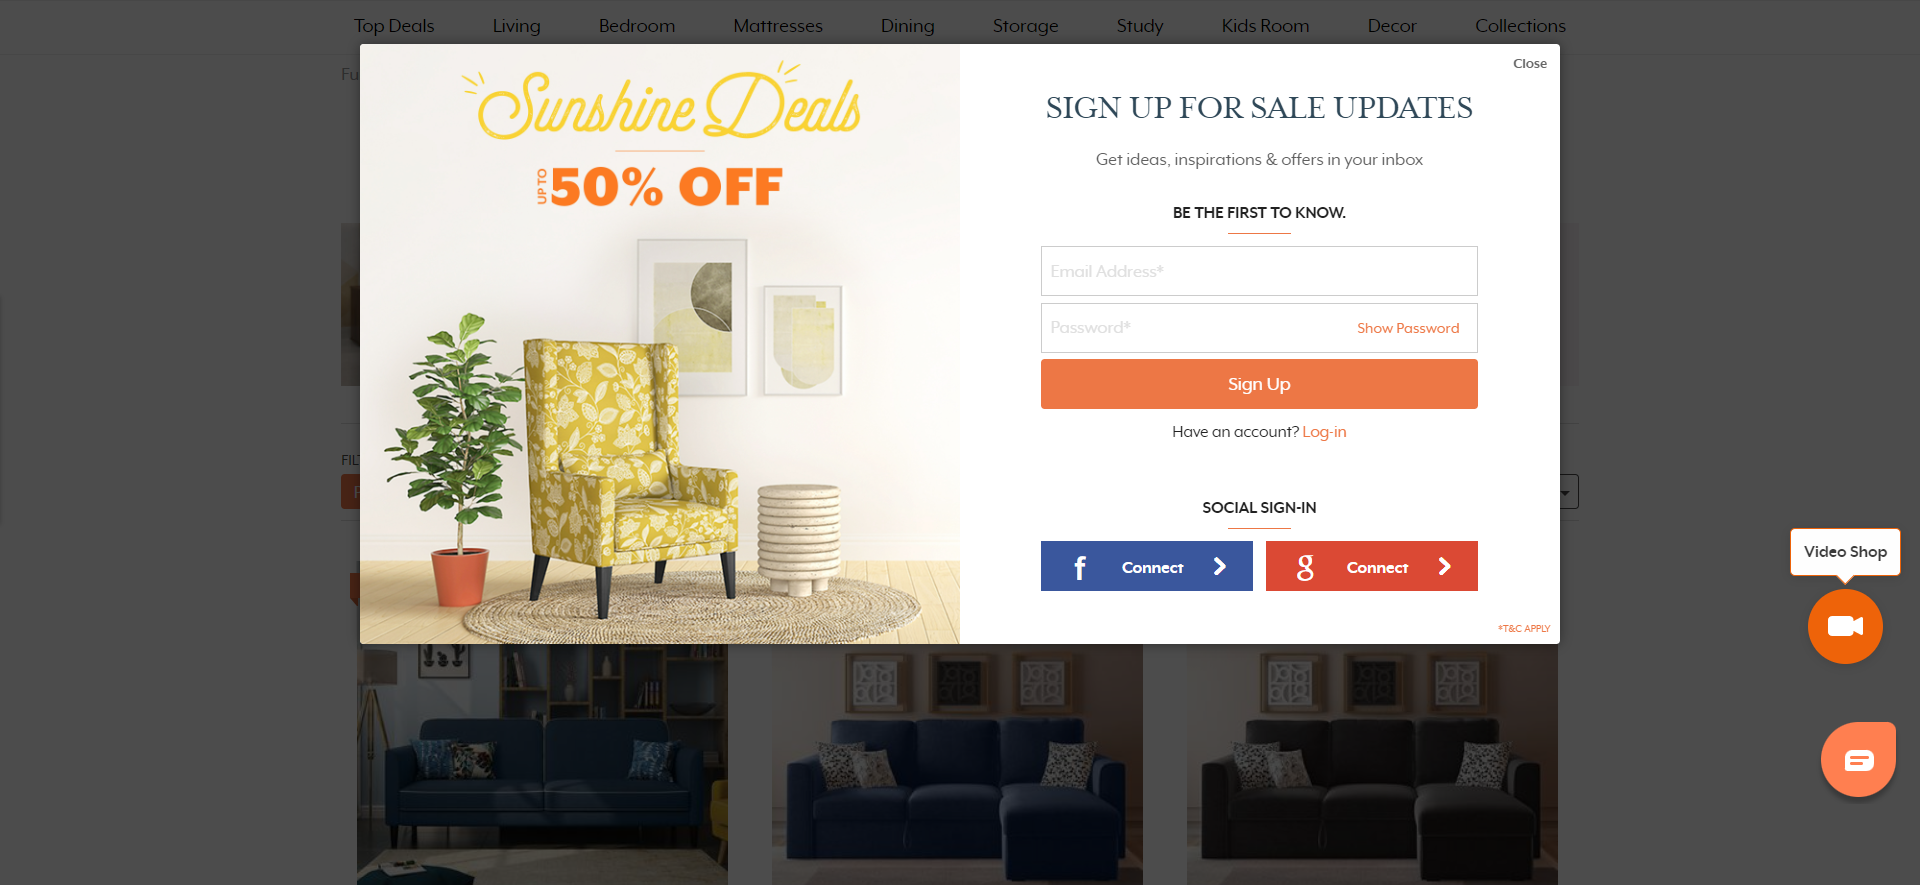 Top Deals Living Bedroom Mattresses Dining Storage Study Kids Room Decor Collections
Close
Sunshine Deals
UP TO 50% OFF
SIGN UP FOR SALE UPDATES
Get ideas, inspirations & offers in your inbox
BE THE FIRST TO KNOW.
Email Address*
Password* Show Password
Sign Up
Have an account? Log-in
SOCIAL SIGN-IN
f Connect
g Connect
*T&C APPLY
Video Shop